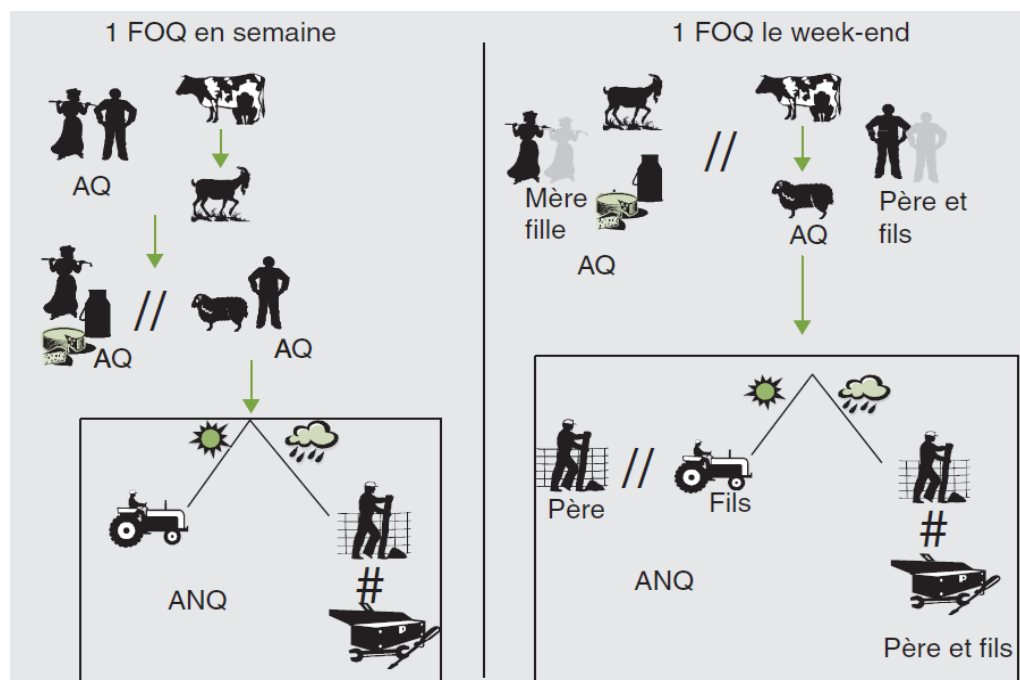 1 FOQ en semaine
AQ
//
AQ
AQ
ANQ
#
1 FOQ le week-end
Mère
fille
//
AQ
AQ
Père et
fils
Père
//
Fils
#
ANQ
Père et fils